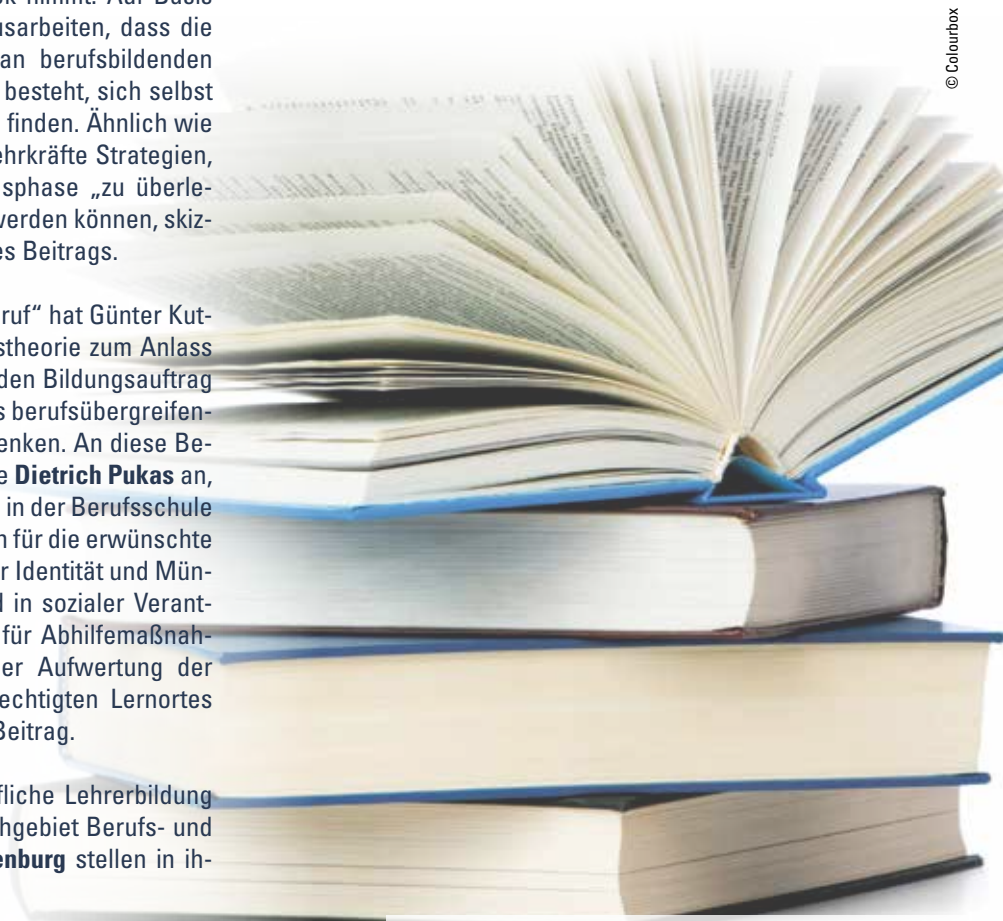 nimmt. Auf Basis
usarbeiten, dass die
an berufsbildenden
besteht, sich selbst
finden. Ähnlich wie
ehrkräfte Strategien,
sphase „zu überle-
werden können, skiz-
es Beitrags.
ruf“ hat Günter Kut-
stheorie zum Anlass
den Bildungsauftrag
s berufsübergreifen-
enken. An diese Be-
e Dietrich Pukas an,
in der Berufsschule
n für die erwünschte
r Identität und Mün-
d in sozialer Verant-
für Abhilfemaßnah-
er Aufwertung der
echtigten Lernortes
Beitrag.
fliche Lehrerbildung
chgebiet Berufs- und
enburg stellen in ih-
© Colourbox